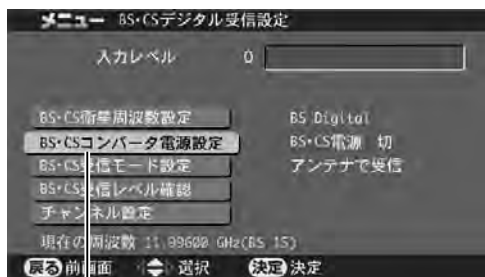 メニュー BS・CSデジタル受信設定
入力レベル 0
BS・CS衛星周波数設定 BS Digital
BS・CSコンバータ電源設定 BS・CS電源 切
BS・CS受信モード設定 アンテナで受信
BS・CS受信レベル確認
チャンネル設定
現在の周波数 11.99600 GHz(BS 15)
戻る 前画面 選択 決定 決定